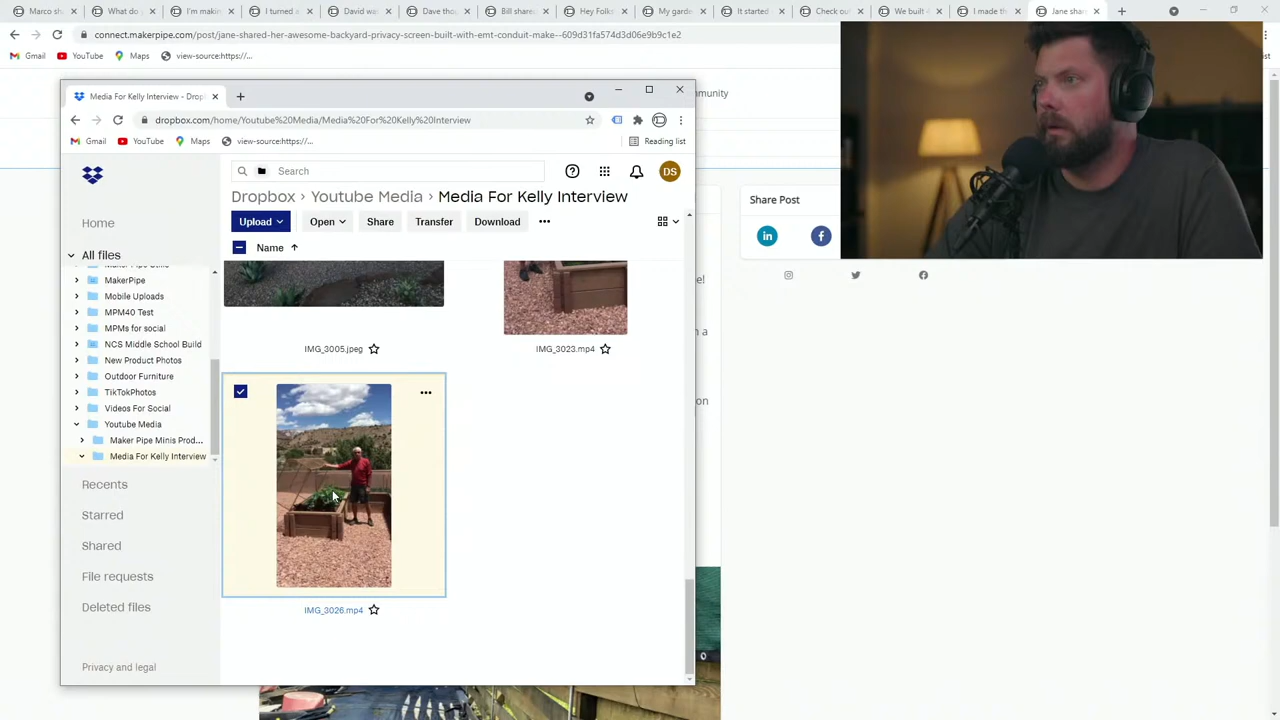 Marco sh
What do y
I'm makin
I turned a
David wa
Dave thou
Bill share
Hey Folk
My garde
It started
Check ou
We built 4
I made th
Jane shar
connect.makerpipe.com/post/jane-shared-her-awesome-backyard-privacy-screen-built-with-emt-conduit-make--609d31fa574d3d06e9b9c1e2
Gmail
YouTube
Maps
view-source:https:/...
ist
mmunity
Media For Kelly Interview - Drop
dropbox.com/home/Youtube%20Media/Media%20For%20Kelly%20Interview
Gmail
YouTube
Maps
view-source:https:/...
Reading list
Search
DS
Dropbox › Youtube Media › Media For Kelly Interview
Upload
Open
Share
Transfer
Download
Name
Home
All files
MakerPipe
Mobile Uploads
MPM40 Test
MPMs for social
NCS Middle School Build
New Product Photos
Outdoor Furniture
TikTokPhotos
Videos For Social
Youtube Media
Maker Pipe Minis Prod...
Media For Kelly Interview
Recents
Starred
Shared
File requests
Deleted files
Privacy and legal
IMG_3005.jpeg
IMG_3023.mp4
IMG_3026.mp4
Share Post
in
f
e!
n a
on